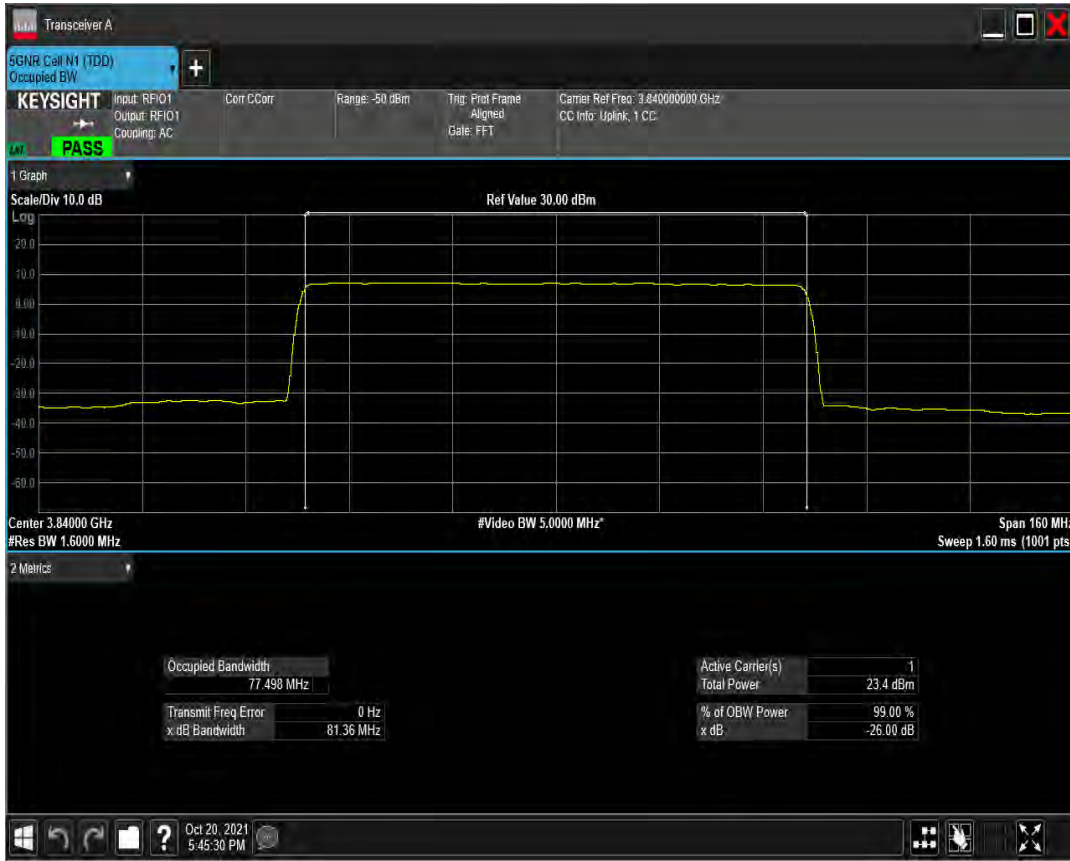 Transceiver A
5GNR Cell N1 (TDD)
Occupied BW
+
KEYSIGHT
Input: RFIO1
Output: RFIO1
Coupling: AC
Corr CCorr
Range: -50 dBm
Trig: Prot Frame
Aligned
Gate: FFT
Carrier Ref Freq: 3.840000000 GHz
CC Info: Uplink, 1 CC
PASS
1 Graph
Scale/Div 10.0 dB
Ref Value 30.00 dBm
Log
20.0
10.0
0.00
-10.0
-20.0
-30.0
-40.0
-50.0
-60.0
Center 3.84000 GHz
#Video BW 5.0000 MHz*
Span 160 MHz
#Res BW 1.6000 MHz
Sweep 1.60 ms (1001 pts
2 Metrics
Occupied Bandwidth
77.498 MHz
Transmit Freq Error 0 Hz
x dB Bandwidth 81.36 MHz
Active Carrier(s) 1
Total Power 23.4 dBm
% of OBW Power 99.00 %
x dB -26.00 dB
?
Oct 20, 2021
5:45:30 PM